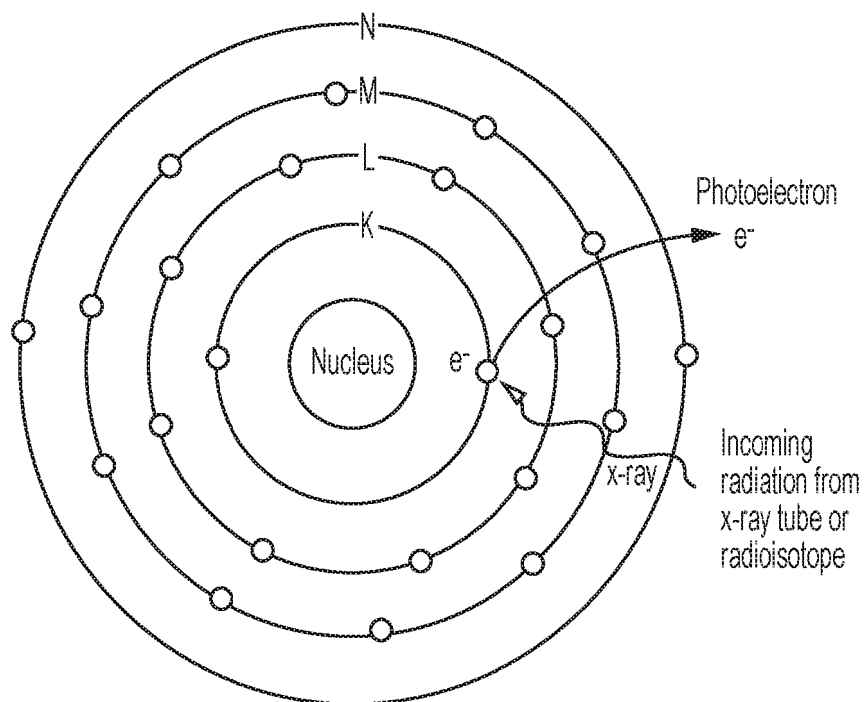 N
M
L
K
Photoelectron
e-
Nucleus
e-
x-ray
Incoming
radiation from
x-ray tube or
radioisotope